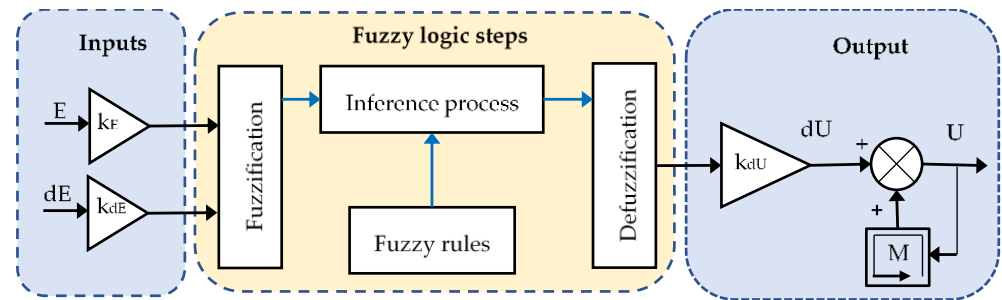 Inputs
E
kE
dE
kdE
Fuzzy logic steps
Fuzzification
Inference process
Fuzzy rules
Defuzzification
Output
kdU
dU
+
U
+
M